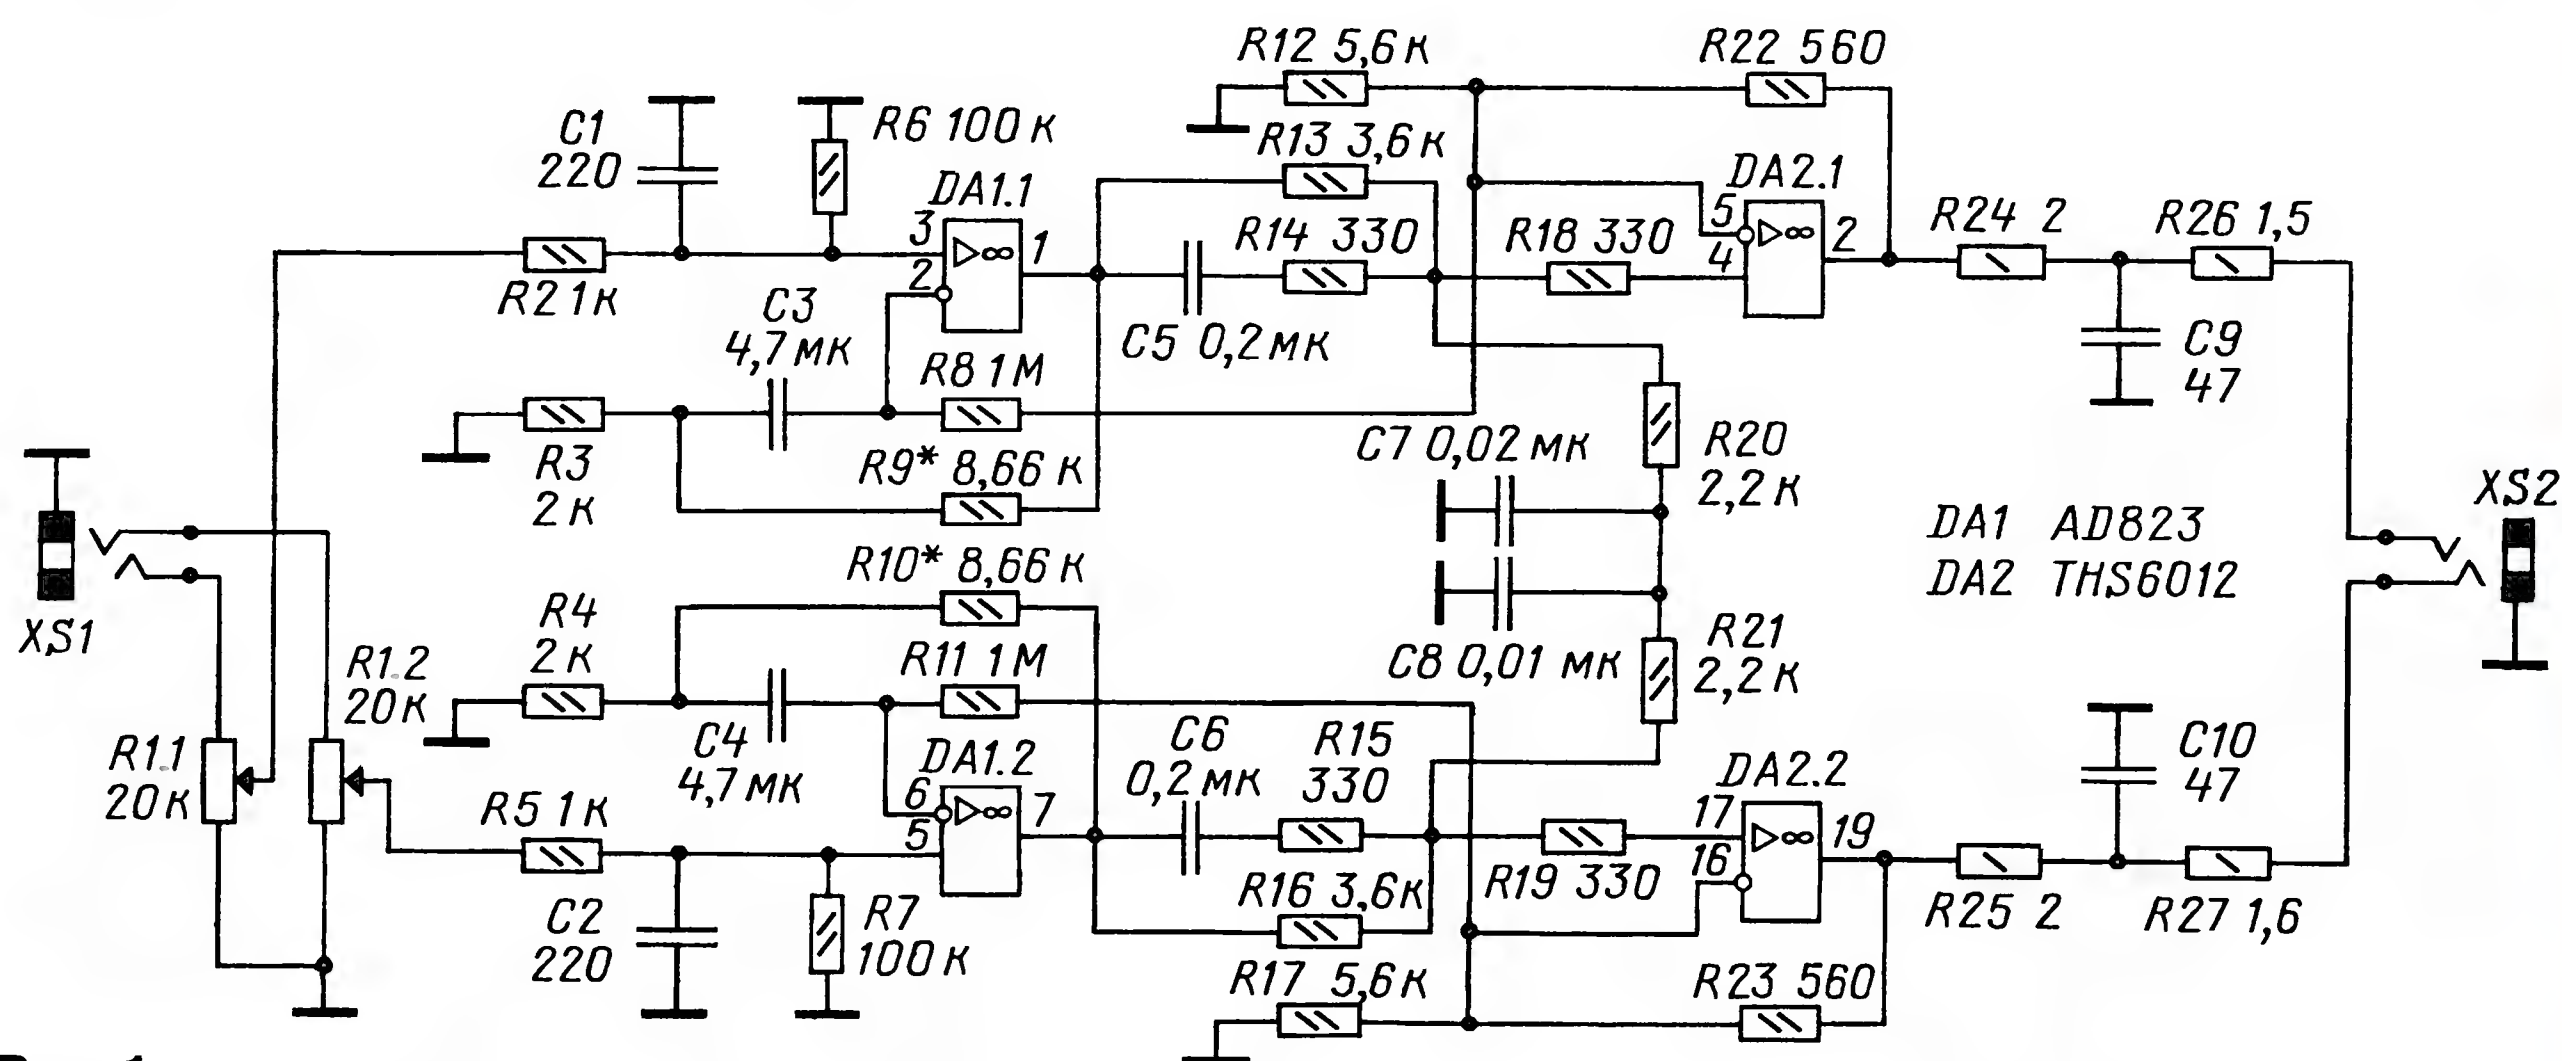 R12 5,6 к
R22 560
C1
220
R6 100 к
R13 3,6 к
DA1.1
DA2.1
3
2
1
R14 330
R18 330
5
4
2
R24 2
R26 1,5
R2 1 к
C3
4,7 мк
C5 0,2 мк
C9
47
R8 1 М
R3
2 к
R9* 8,66 к
C7 0,02 мк
R20
2,2 к
XS2
DA1 AD823
DA2 THS6012
R10* 8,66 к
XS1
R4
2 к
R11 1 М
C8 0,01 мк
R21
2,2 к
R1.2
20 к
R1.1
20 к
C4
4,7 мк
DA1.2
6
5
7
C6
0,2 мк
R15
330
DA2.2
17
16
19
C10
47
R5 1 к
R16 3,6 к
R19 330
R25 2
R27 1,6
C2
220
R7
100 к
R17 5,6 к
R23 560